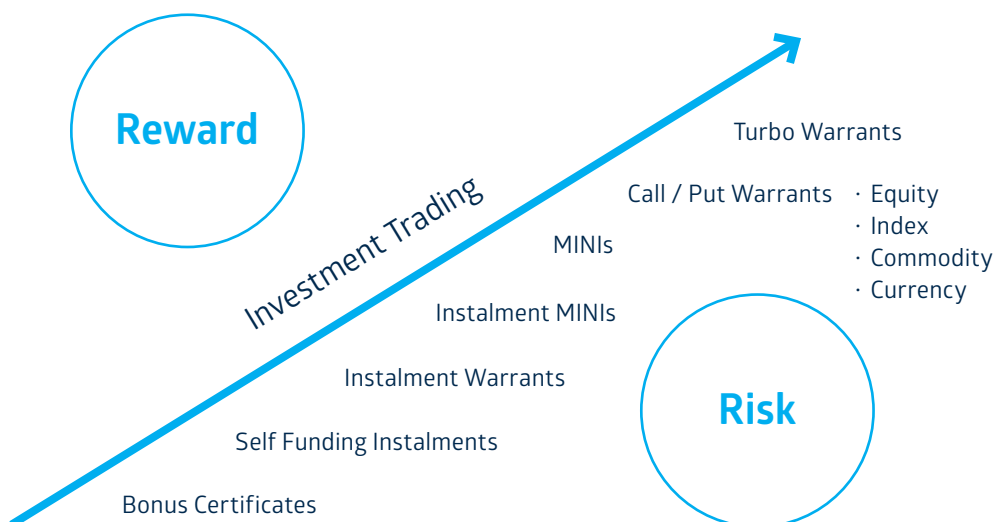 Reward
Investment Trading
Turbo Warrants
Call / Put Warrants
· Equity
· Index
· Commodity
· Currency
MINIs
Instalment MINIs
Instalment Warrants
Self Funding Instalments
Bonus Certificates
Risk